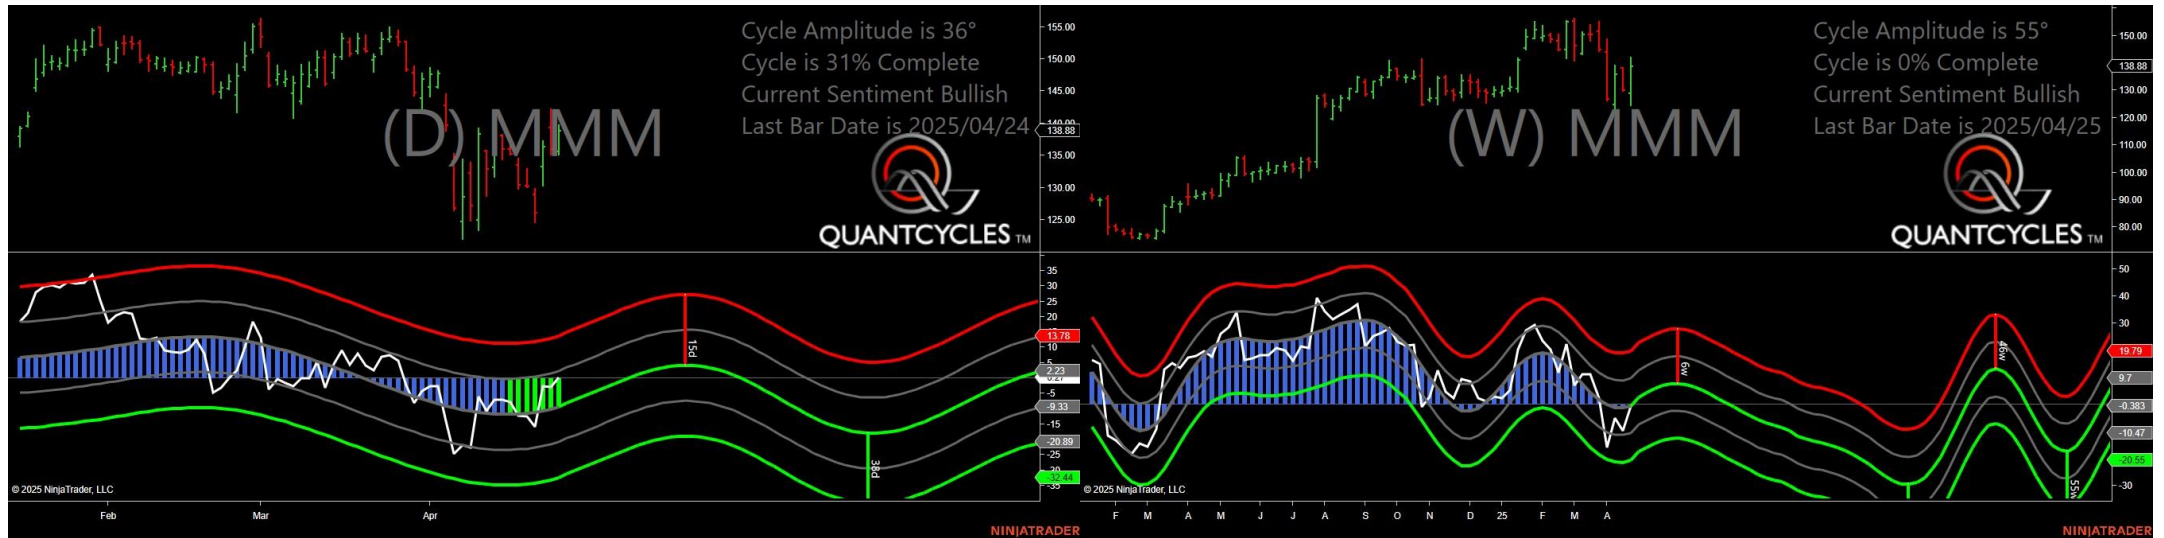 Cycle Amplitude is 36°
Cycle is 31% Complete
Current Sentiment Bullish
Last Bar Date is 2025/04/24
(D) MMM
QUANTCYCLES TM
155.00
150.00
145.00
140.00
138.88
135.00
130.00
125.00
35
30
25
20
13.78
10
5
2.23
0.27
-5
-9.33
-15
-20.89
-25
-32.44
-35
15d
38d
© 2025 NinjaTrader, LLC
Feb Mar Apr
NINJATRADER
Cycle Amplitude is 55°
Cycle is 0% Complete
Current Sentiment Bullish
Last Bar Date is 2025/04/25
(W) MMM
QUANTCYCLES TM
150.00
138.88
130.00
120.00
110.00
100.00
90.00
80.00
50
40
30
19.79
9.7
-0.383
-10.47
-20.55
-30
6w
46w
55w
© 2025 NinjaTrader, LLC
F M A M J J A S O N D 25 F M A
NINJATRADER